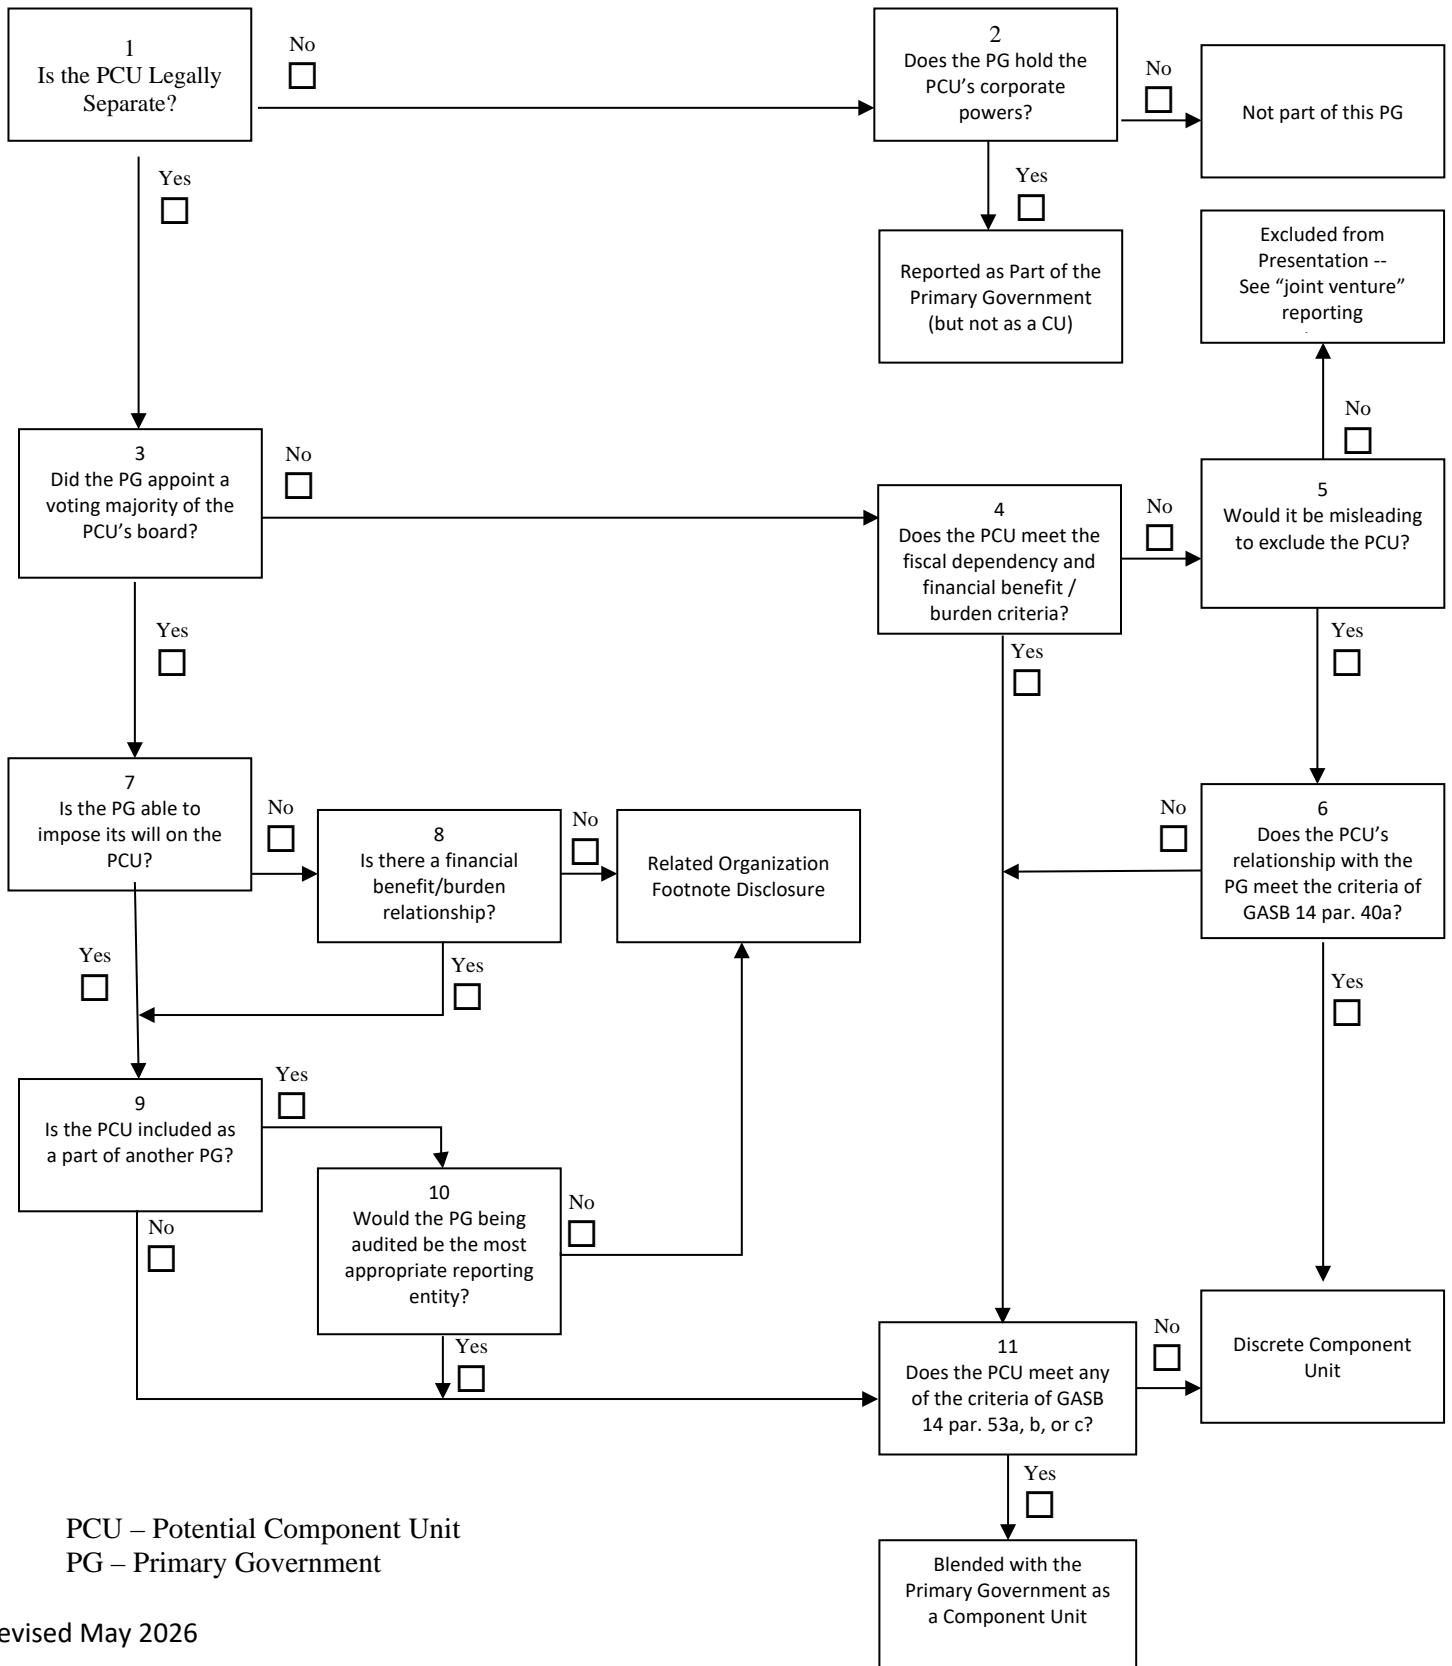 1
Is the PCU Legally
Separate?
No
2
Does the PG hold the
PCU’s corporate
powers?
No
Not part of this PG
Yes
Yes
Reported as Part of the
Primary Government
(but not as a CU)
Excluded from
Presentation --
See “joint venture”
reporting
No
3
Did the PG appoint a
voting majority of the
PCU’s board?
No
4
Does the PCU meet the
fiscal dependency and
financial benefit /
burden criteria?
No
5
Would it be misleading
to exclude the PCU?
Yes
Yes
Yes
7
Is the PG able to
impose its will on the
PCU?
No
8
Is there a financial
benefit/burden
relationship?
No
Related Organization
Footnote Disclosure
No
6
Does the PCU’s
relationship with the
PG meet the criteria of
GASB 14 par. 40a?
Yes
Yes
Yes
9
Is the PCU included as
a part of another PG?
Yes
No
10
Would the PG being
audited be the most
appropriate reporting
entity?
No
Yes
11
Does the PCU meet any
of the criteria of GASB
14 par. 53a, b, or c?
No
Discrete Component
Unit
Yes
Blended with the
Primary Government as
a Component Unit
PCU – Potential Component Unit
PG – Primary Government
evised May 2026